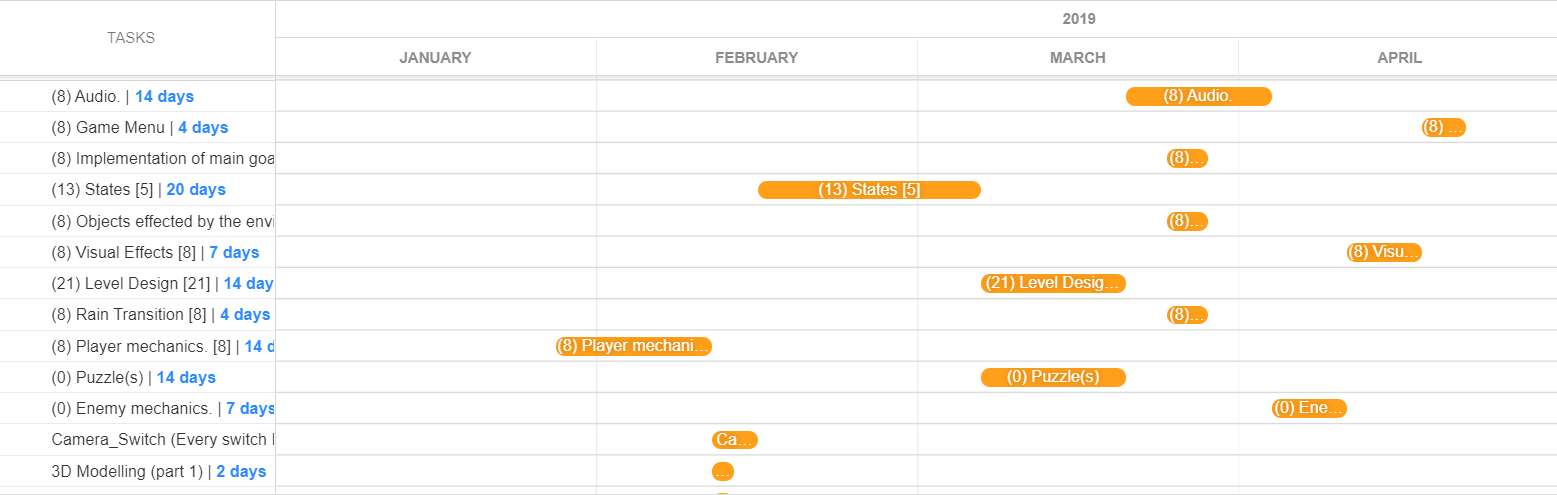 2019
TASKS
JANUARY FEBRUARY MARCH APRIL
(8) Audio. | 14 days (8) Audio.
(8) Game Menu | 4 days (8) ...
(8) Implementation of main goa (8)...
(13) States [5] | 20 days (13) States [5]
(8) Objects effected by the envi (8)...
(8) Visual Effects [8] | 7 days (8) Visu...
(21) Level Design [21] | 14 day (21) Level Desig...
(8) Rain Transition [8] | 4 days (8)...
(8) Player mechanics. [8] | 14 d (8) Player mechani...
(0) Puzzle(s) | 14 days (0) Puzzle(s)
(0) Enemy mechanics. | 7 days (0) Ene...
Camera_Switch (Every switch Ca...
3D Modelling (part 1) | 2 days ...